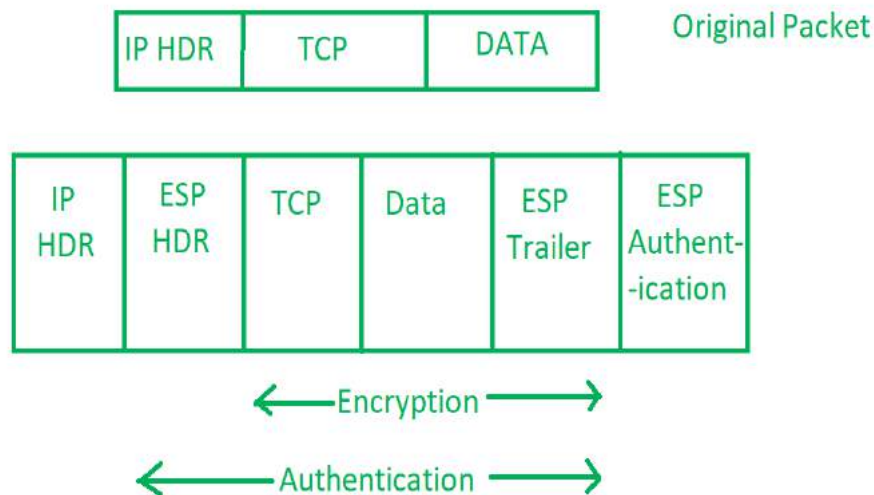 IP HDR TCP DATA Original Packet
IP HDR
ESP HDR
TCP
Data
ESP Trailer
ESP Authent-
-ication
Encryption
Authentication